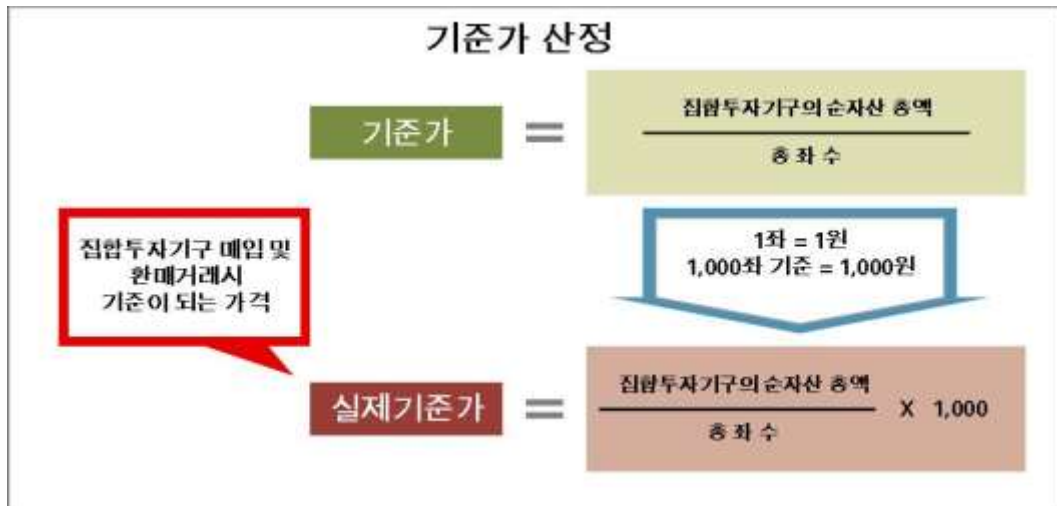 기준가 산정
기준가 = 집합투자기구의 순자산 총액
총 좌 수
집합투자기구 매입 및
환매거래시
기준이 되는 가격
1좌 = 1원
1,000좌 기준 = 1,000원
실제기준가 = 집합투자기구의 순자산 총액
총 좌 수
X 1,000